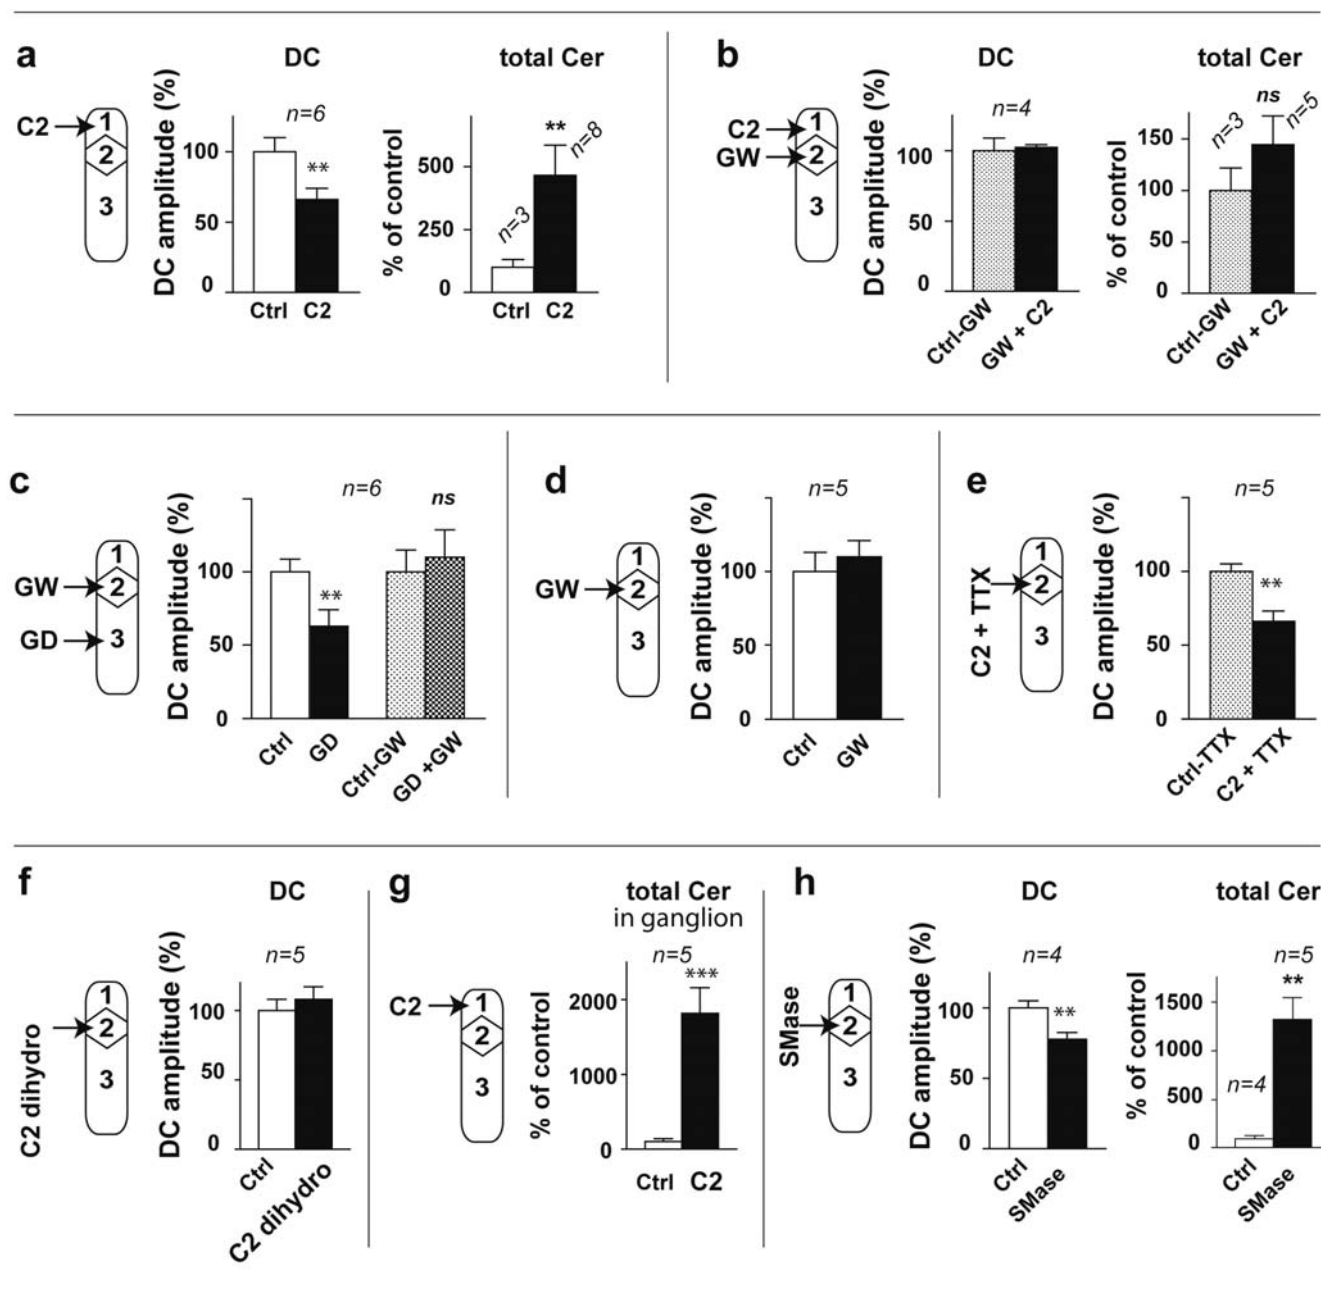 a
DC
total Cer
C2
1
2
3
DC amplitude (%)
n=6
100
50
0
**
Ctrl C2
% of control
500
250
0
n=3
**
n=8
Ctrl C2
b
DC
total Cer
C2
GW
1
2
3
DC amplitude (%)
n=4
100
50
0
Ctrl-GW
GW + C2
% of control
150
100
50
0
n=3
ns
n=5
Ctrl-GW
GW + C2
c
GW
GD
1
2
3
DC amplitude (%)
n=6
ns
100
50
0
**
Ctrl
GD
Ctrl-GW
GD +GW
d
GW
1
2
3
DC amplitude (%)
n=5
100
50
0
Ctrl
GW
e
C2 + TTX
1
2
3
DC amplitude (%)
n=5
100
50
0
**
Ctrl-TTX
C2 + TTX
f
DC
C2 dihydro
1
2
3
DC amplitude (%)
n=5
100
50
0
Ctrl
C2 dihydro
g
total Cer
in ganglion
C2
1
2
3
% of control
n=5
***
2000
1000
0
Ctrl C2
h
DC
total Cer
SMase
1
2
3
DC amplitude (%)
n=4
100
50
0
**
Ctrl
SMase
% of control
n=5
**
1500
1000
500
0
n=4
Ctrl
SMase